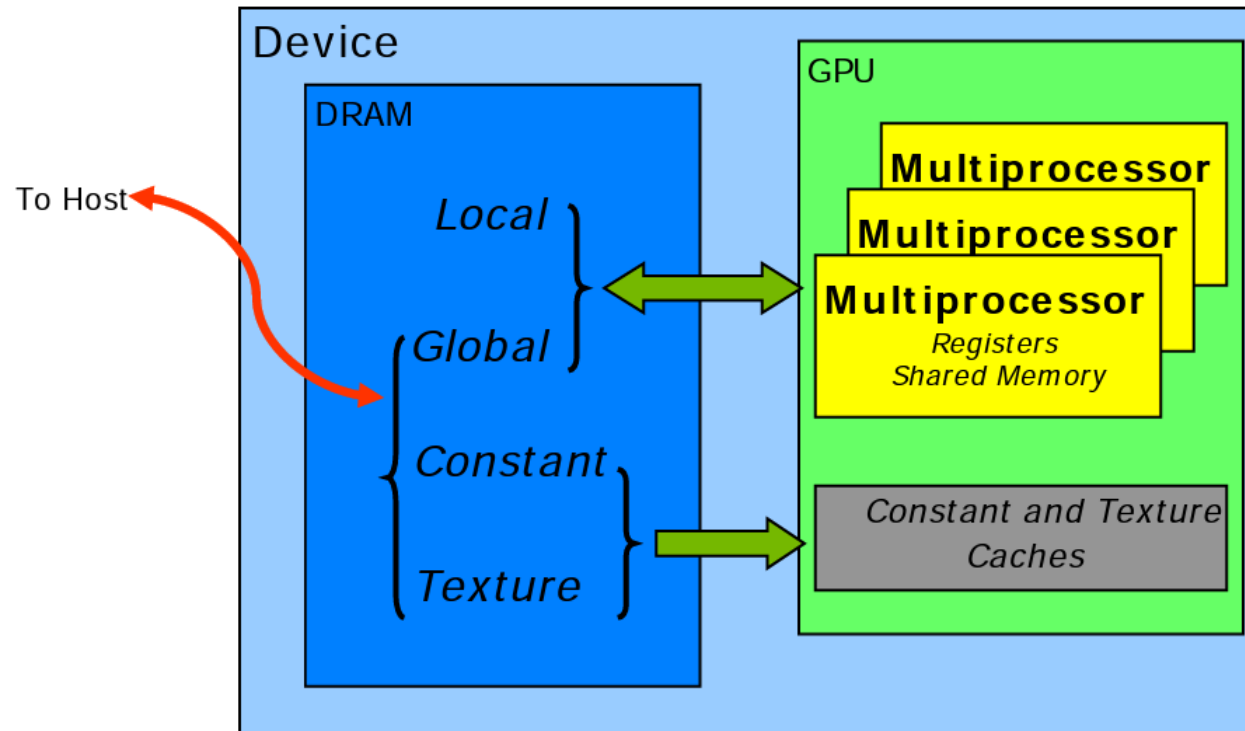 Device
DRAM
To Host
Local
Global
Constant
Texture
GPU
Multiprocessor
Multiprocessor
Multiprocessor
Registers
Shared Memory
Constant and Texture
Caches